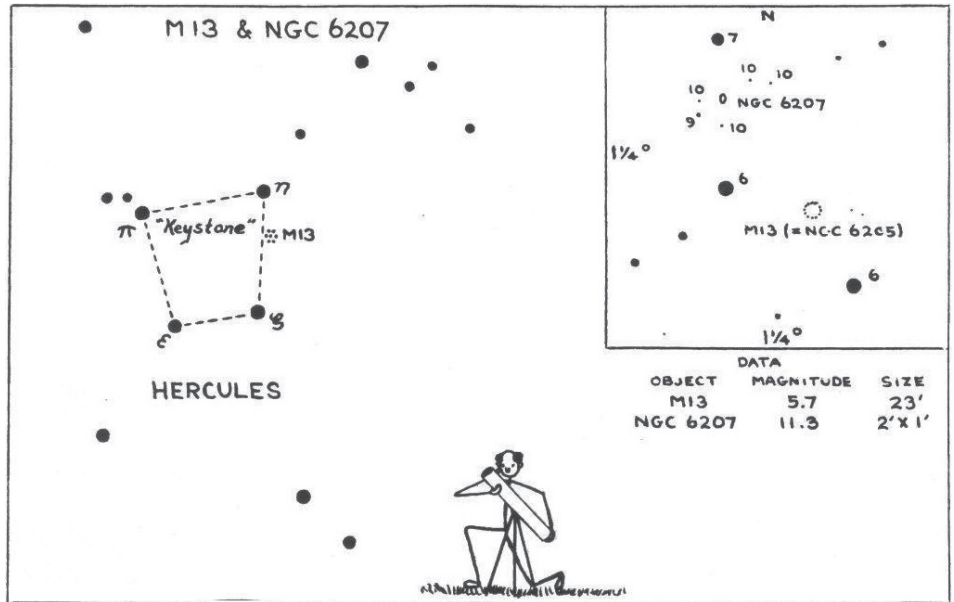 M13 & NGC 6207
π "Keystone" η
M13
ε ζ
HERCULES
N
7
10 10
10 NGC 6207
9 10
1¼°
6
M13 (=NGC 6205)
6
1¼°
DATA
OBJECT MAGNITUDE SIZE
M13 5.7 23'
NGC 6207 11.3 2'X1'